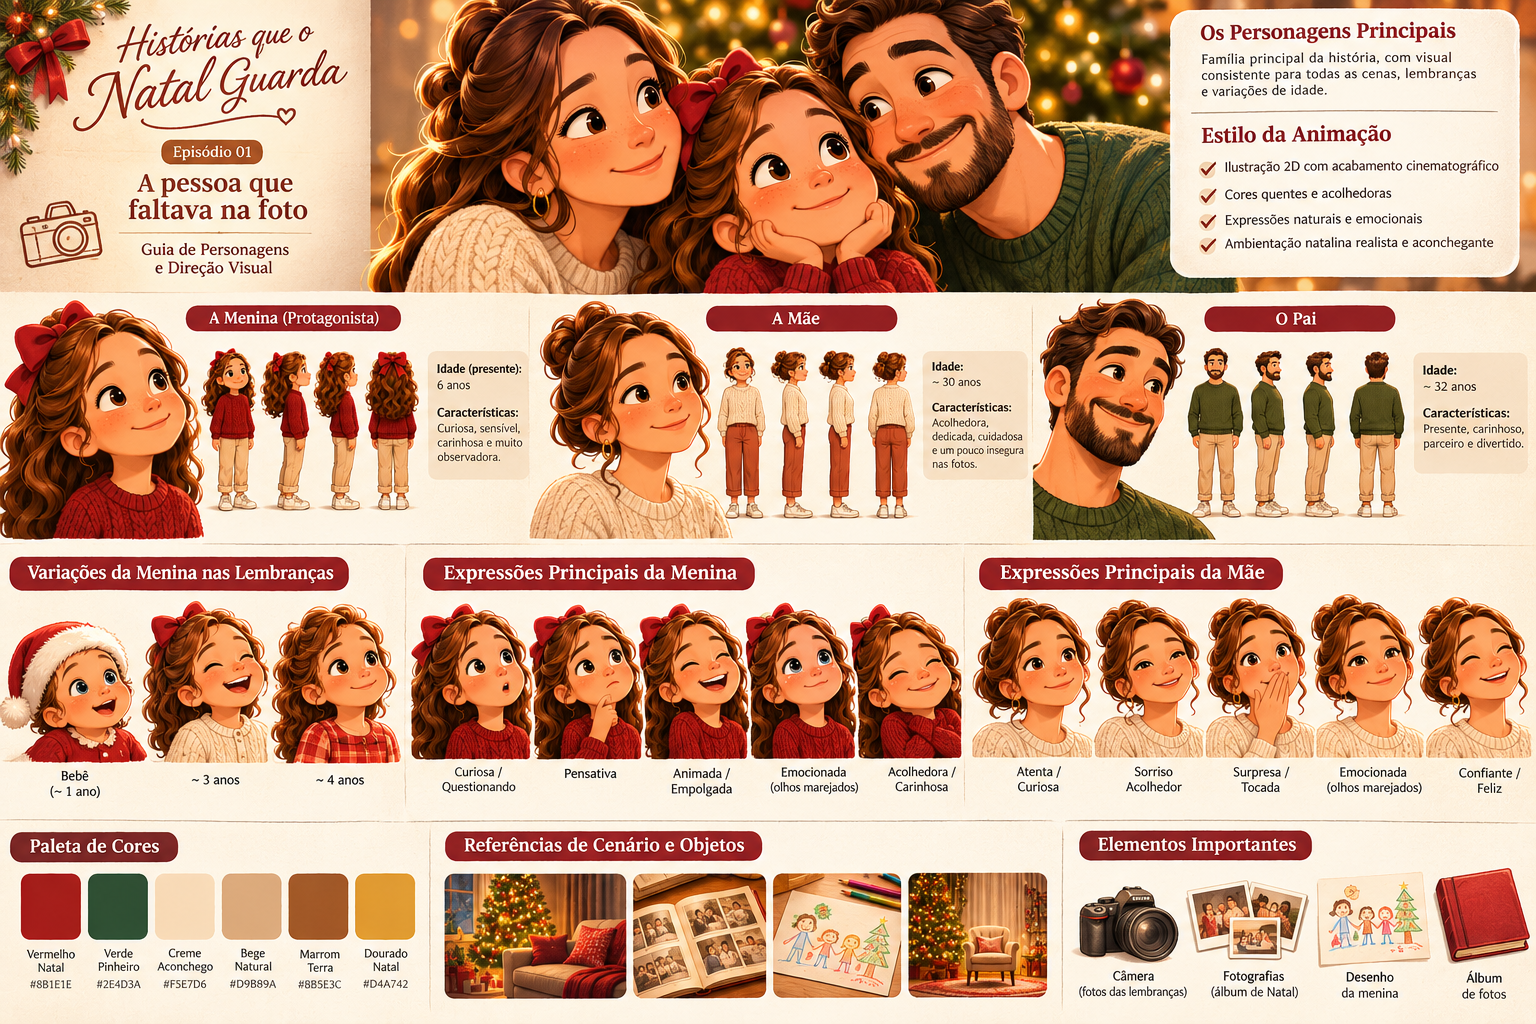 Histórias que o
Natal Guarda
Episódio 01
A pessoa que
faltava na foto
Guia de Personagens
e Direção Visual
Os Personagens Principais
Família principal da história, com visual
consistente para todas as cenas, lembranças
e variações de idade.
Estilo da Animação
Ilustração 2D com acabamento cinematográfico
Cores quentes e acolhedoras
Expressões naturais e emocionais
Ambientação natalina realista e aconchegante
A Menina (Protagonista)
Idade (presente):
6 anos
Características:
Curiosa, sensível,
carinhosa e muito
observadora.
A Mãe
Idade:
~ 30 anos
Características:
Acolhedora,
dedicada, cuidadosa
e um pouco insegura
nas fotos.
O Pai
Idade:
~ 32 anos
Características:
Presente, carinhoso,
parceiro e divertido.
Variações da Menina nas Lembranças
Bebê
(~ 1 ano)
~ 3 anos
~ 4 anos
Expressões Principais da Menina
Curiosa /
Questionando
Pensativa
Animada /
Empolgada
Emocionada
(olhos marejados)
Acolhedora /
Carinhosa
Expressões Principais da Mãe
Atenta /
Curiosa
Sorriso
Acolhedor
Surpresa /
Tocada
Emocionada
(olhos marejados)
Confiante /
Feliz
Paleta de Cores
Vermelho
Natal
#8B1E1E
Verde
Pinheiro
#2E4D3A
Creme
Aconchego
#F5E7D6
Bege
Natural
#D9B89A
Marrom
Terra
#8B5E3C
Dourado
Natal
#D4A742
Referências de Cenário e Objetos
Elementos Importantes
Câmera
(fotos das lembranças)
Fotografias
(álbum de Natal)
Desenho
da menina
Álbum
de fotos